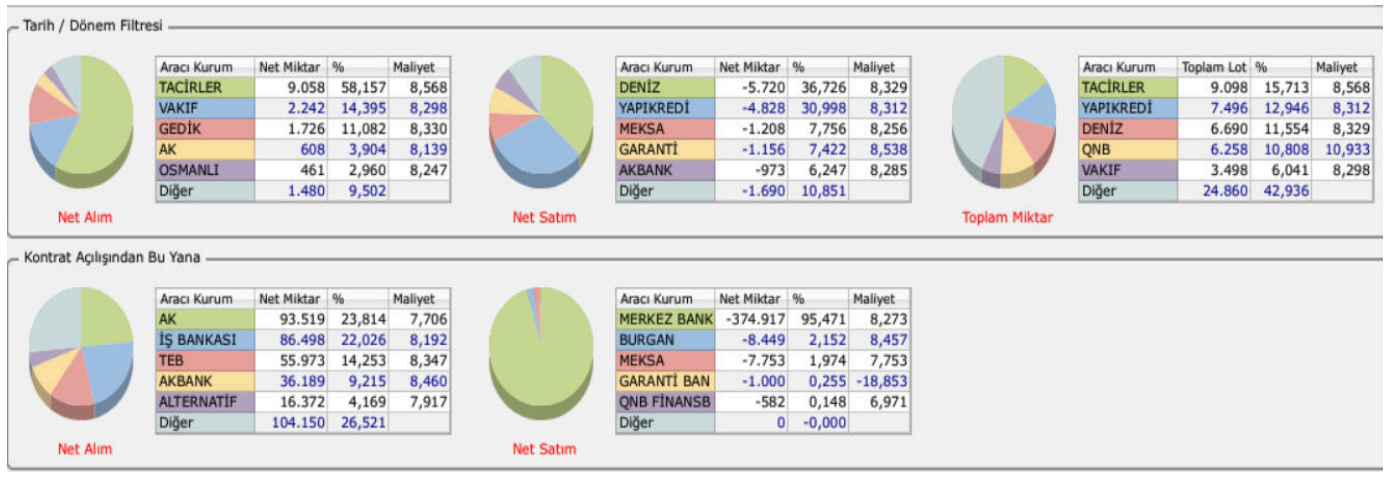 Tarih / Dönem Filtresi
Aracı Kurum Net Miktar % Maliyet
TACİRLER 9.058 58,157 8,568
VAKIF 2.242 14,395 8,298
GEDİK 1.726 11,082 8,330
AK 608 3,904 8,139
OSMANLI 461 2,960 8,247
Diğer 1.480 9,502
Net Alım
Aracı Kurum Net Miktar % Maliyet
DENİZ -5.720 36,726 8,329
YAPIKREDİ -4.828 30,998 8,312
MEKSA -1.208 7,756 8,256
GARANTİ -1.156 7,422 8,538
AKBANK -973 6,247 8,285
Diğer -1.690 10,851
Net Satım
Aracı Kurum Toplam Lot % Maliyet
TACİRLER 9.098 15,713 8,568
YAPIKREDİ 7.496 12,946 8,312
DENİZ 6.690 11,554 8,329
QNB 6.258 10,808 10,933
VAKIF 3.498 6,041 8,298
Diğer 24.860 42,936
Toplam Miktar
Kontrat Açılışından Bu Yana
Aracı Kurum Net Miktar % Maliyet
AK 93.519 23,814 7,706
İŞ BANKASI 86.498 22,026 8,192
TEB 55.973 14,253 8,347
AKBANK 36.189 9,215 8,460
ALTERNATİF 16.372 4,169 7,917
Diğer 104.150 26,521
Net Alım
Aracı Kurum Net Miktar % Maliyet
MERKEZ BANK -374.917 95,471 8,273
BURGAN -8.449 2,152 8,457
MEKSA -7.753 1,974 7,753
GARANTİ BAN -1.000 0,255 -18,853
QNB FİNANSB -582 0,148 6,971
Diğer 0 -0,000
Net Satım